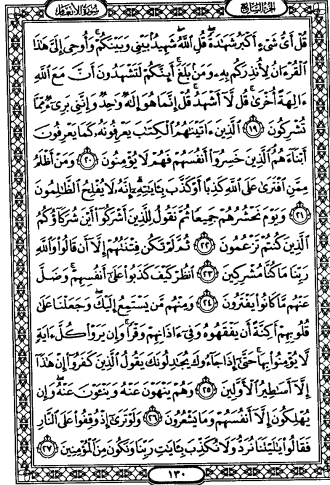 الجزء السابع
سورة الأنعام
قُلْ أَىُّ شَىْءٍ أَكْبَرُ شَهَـٰدَةً قُلِ ٱللَّهُ شَهِيدٌۢ بَيْنِى وَبَيْنَكُمْ وَأُوحِىَ إِلَىَّ هَـٰذَا
ٱلْقُرْءَانُ لِأُنذِرَكُم بِهِۦ وَمَنۢ بَلَغَ أَئِنَّكُمْ لَتَشْهَدُونَ أَنَّ مَعَ ٱللَّهِ
ءَالِهَةً أُخْرَىٰ قُل لَّآ أَشْهَدُ قُلْ إِنَّمَا هُوَ إِلَـٰهٌ وَٰحِدٌ وَإِنَّنِى بَرِىٓءٌ مِّمَّا
تُشْرِكُونَ ١٩ ٱلَّذِينَ ءَاتَيْنَـٰهُمُ ٱلْكِتَـٰبَ يَعْرِفُونَهُۥ كَمَا يَعْرِفُونَ
أَبْنَآءَهُمُ ٱلَّذِينَ خَسِرُوٓا۟ أَنفُسَهُمْ فَهُمْ لَا يُؤْمِنُونَ ٢٠ وَمَنْ أَظْلَمُ
مِمَّنِ ٱفْتَرَىٰ عَلَى ٱللَّهِ كَذِبًا أَوْ كَذَّبَ بِـَٔايَـٰتِهِۦٓ إِنَّهُۥ لَا يُفْلِحُ ٱلظَّـٰلِمُونَ
٢١ وَيَوْمَ نَحْشُرُهُمْ جَمِيعًا ثُمَّ نَقُولُ لِلَّذِينَ أَشْرَكُوٓا۟ أَيْنَ شُرَكَآؤُكُمُ
ٱلَّذِينَ كُنتُمْ تَزْعُمُونَ ٢٢ ثُمَّ لَمْ تَكُن فِتْنَتُهُمْ إِلَّآ أَن قَالُوا۟ وَٱللَّهِ
رَبِّنَا مَا كُنَّا مُشْرِكِينَ ٢٣ ٱنظُرْ كَيْفَ كَذَبُوا۟ عَلَىٰٓ أَنفُسِهِمْ وَضَلَّ
عَنْهُم مَّا كَانُوا۟ يَفْتَرُونَ ٢٤ وَمِنْهُم مَّن يَسْتَمِعُ إِلَيْكَ وَجَعَلْنَا عَلَىٰ
قُلُوبِهِمْ أَكِنَّةً أَن يَفْقَهُوهُ وَفِىٓ ءَاذَانِهِمْ وَقْرًا وَإِن يَرَوْا۟ كُلَّ ءَايَةٍ
لَّا يُؤْمِنُوا۟ بِهَا حَتَّىٰٓ إِذَا جَآءُوكَ يُجَـٰدِلُونَكَ يَقُولُ ٱلَّذِينَ كَفَرُوٓا۟ إِنْ هَـٰذَآ
إِلَّآ أَسَـٰطِيرُ ٱلْأَوَّلِينَ ٢٥ وَهُمْ يَنْهَوْنَ عَنْهُ وَيَنْـَٔوْنَ عَنْهُ وَإِن
يُهْلِكُونَ إِلَّآ أَنفُسَهُمْ وَمَا يَشْعُرُونَ ٢٦ وَلَوْ تَرَىٰٓ إِذْ وُقِفُوا۟ عَلَى ٱلنَّارِ
فَقَالُوا۟ يَـٰلَيْتَنَا نُرَدُّ وَلَا نُكَذِّبَ بِـَٔايَـٰتِ رَبِّنَا وَنَكُونَ مِنَ ٱلْمُؤْمِنِينَ ٢٧
١٣٠